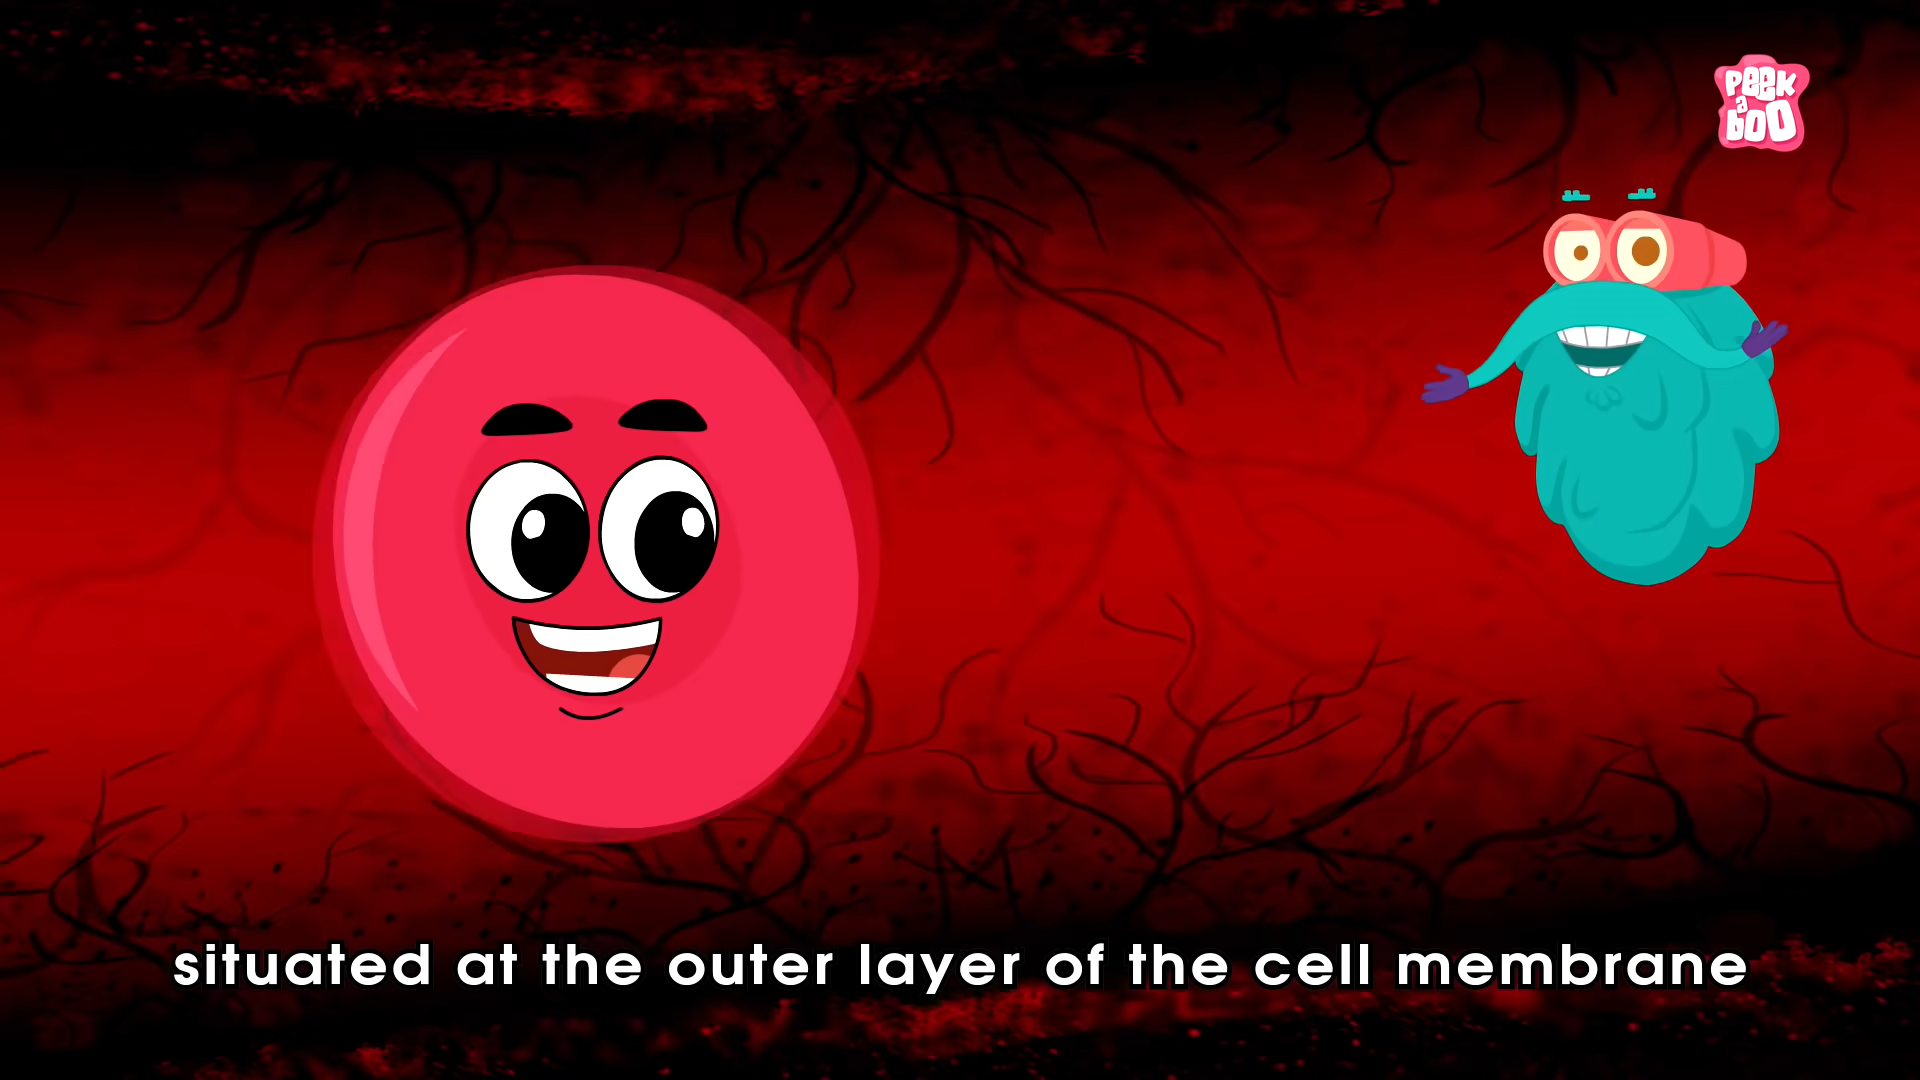 PEEK
a
bOO
situated at the outer layer of the cell membrane